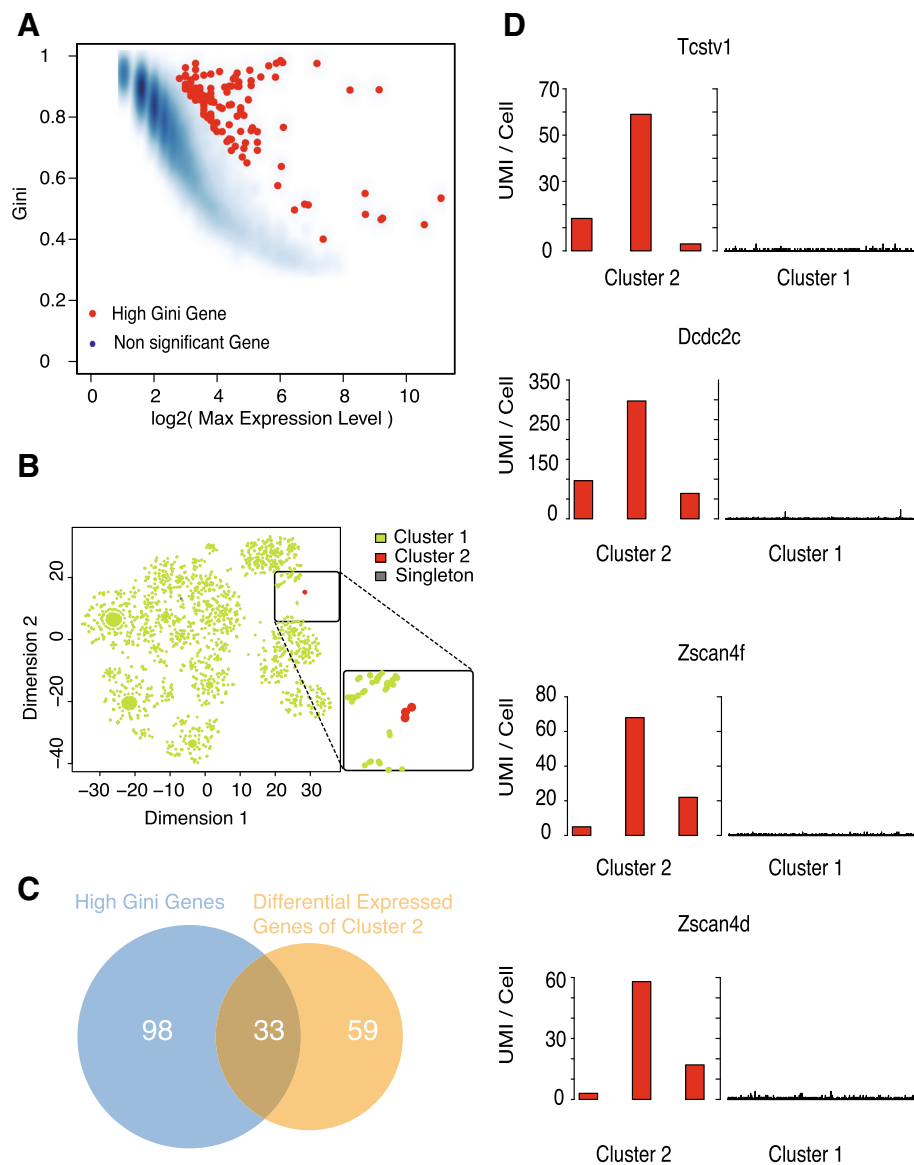 A
1
0.8
0.6
0.4
0.2
0
Gini
High Gini Gene
Non significant Gene
0 2 4 6 8 10
log2( Max Expression Level )
B
Cluster 1
Cluster 2
Singleton
20
0
−20
−40
Dimension 2
−30 −20 −10 0 10 20 30
Dimension 1
C
High Gini Genes
Differential Expressed
Genes of Cluster 2
98 33 59
D
Tcstv1
70
50
30
0
UMI / Cell
Cluster 2 Cluster 1
Dcdc2c
350
250
150
0
UMI / Cell
Cluster 2 Cluster 1
Zscan4f
80
60
40
20
0
UMI / Cell
Cluster 2 Cluster 1
Zscan4d
60
30
0
UMI / Cell
Cluster 2 Cluster 1